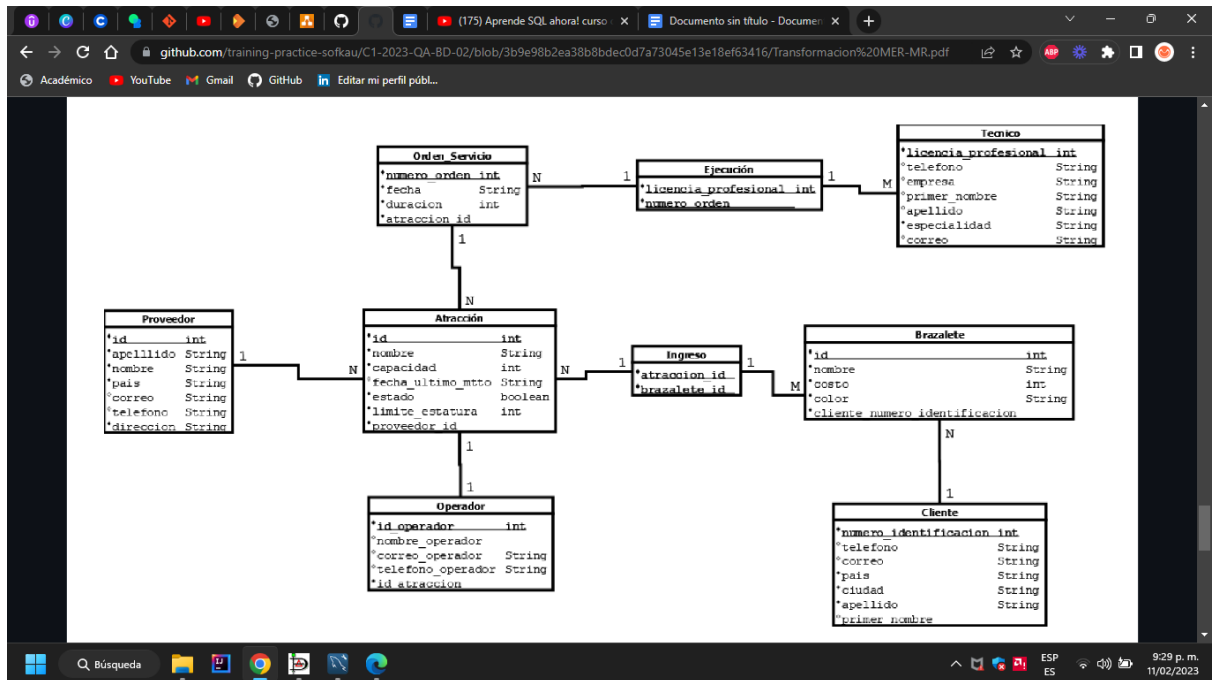 (175) Aprende SQL ahora! curso
Documento sin título - Documen
github.com/training-practice-sofkau/C1-2023-QA-BD-02/blob/3b9e98b2ea38b8bdec0d7a73045e13e18ef63416/Transformacion%20MER-MR.pdf
ABP
Académico YouTube Gmail GitHub Editar mi perfil públ...
Orden_Servicio
*numero_orden int
*fecha String
*duracion int
*atraccion_id
N
1
Ejecución
*licencia_profesional int
*numero_orden
1
M
Tecnico
*licencia_profesional int
°telefono String
°empresa String
°primer_nombre String
°apellido String
*especialidad String
°correo String
1
N
Proveedor
*id int
*apelllido String
*nombre String
*pais String
°correo String
°telefono String
*direccion String
1
N
Atracción
*id int
*nombre String
*capacidad int
°fecha_ultimo_mtto String
*estado boolean
*limite_estatura int
*proveedor_id
N
1
Ingreso
*atraccion_id
*brazalete_id
1
M
Brazalete
*id int
°nombre String
*costo int
*color String
*cliente_numero_identificacion
1
1
N
1
Operador
*id_operador int
°nombre_operador
°correo_operador String
°telefono_operador String
*id_atraccion
Cliente
*numero_identificacion int
°telefono String
°correo String
*pais String
*ciudad String
*apellido String
°primer_nombre
Búsqueda
ESP
ES
9:29 p. m.
11/02/2023